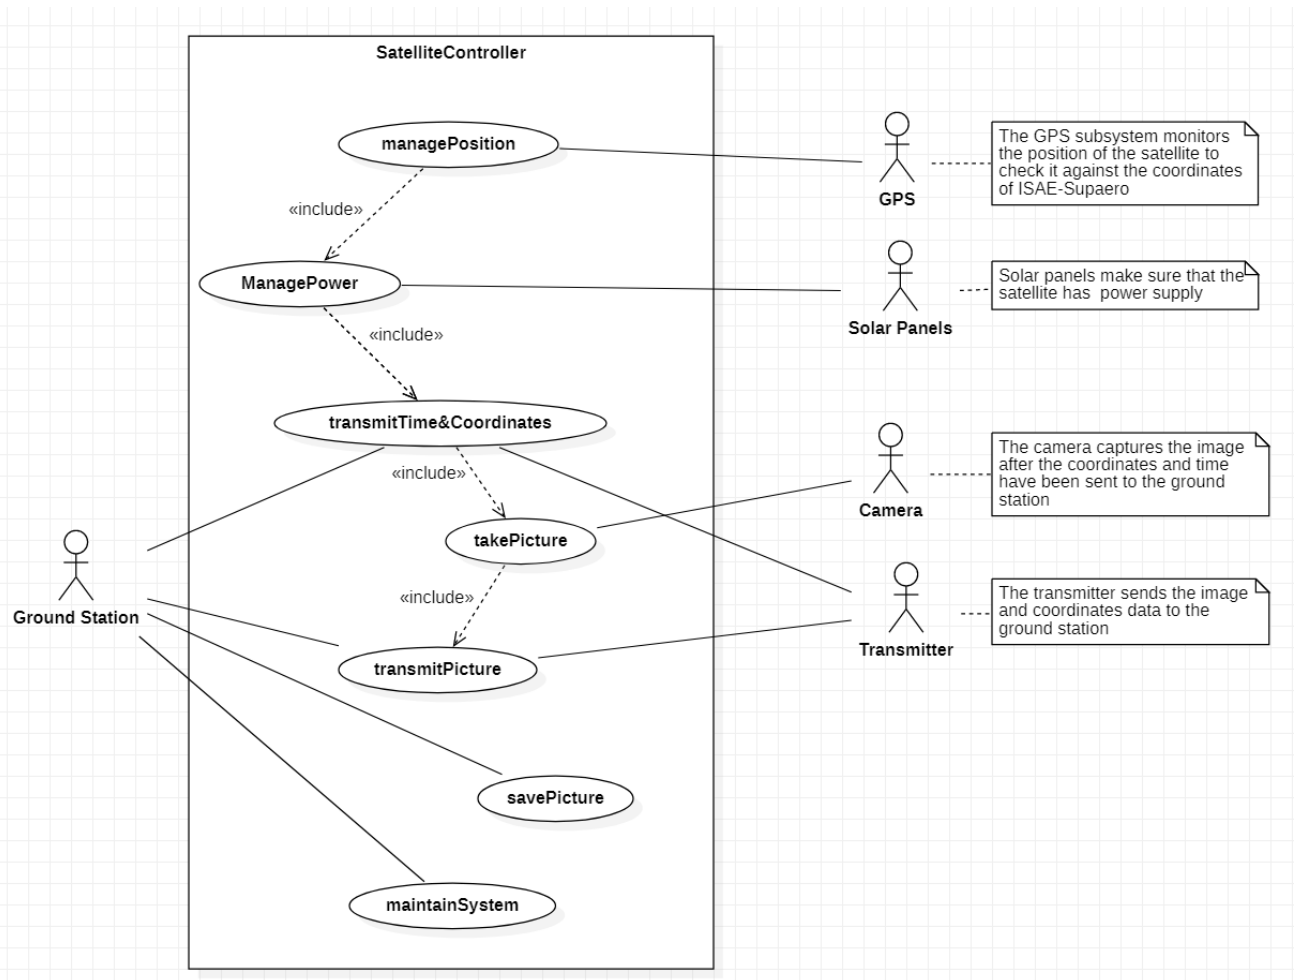 SatelliteController
managePosition
«include»
ManagePower
«include»
transmitTime&Coordinates
«include»
takePicture
«include»
transmitPicture
savePicture
maintainSystem
Ground Station
GPS
The GPS subsystem monitors
the position of the satellite to
check it against the coordinates
of ISAE-Supaero
Solar Panels
Solar panels make sure that the
satellite has  power supply
Camera
The camera captures the image
after the coordinates and time
have been sent to the ground
station
Transmitter
The transmitter sends the image
and coordinates data to the
ground station